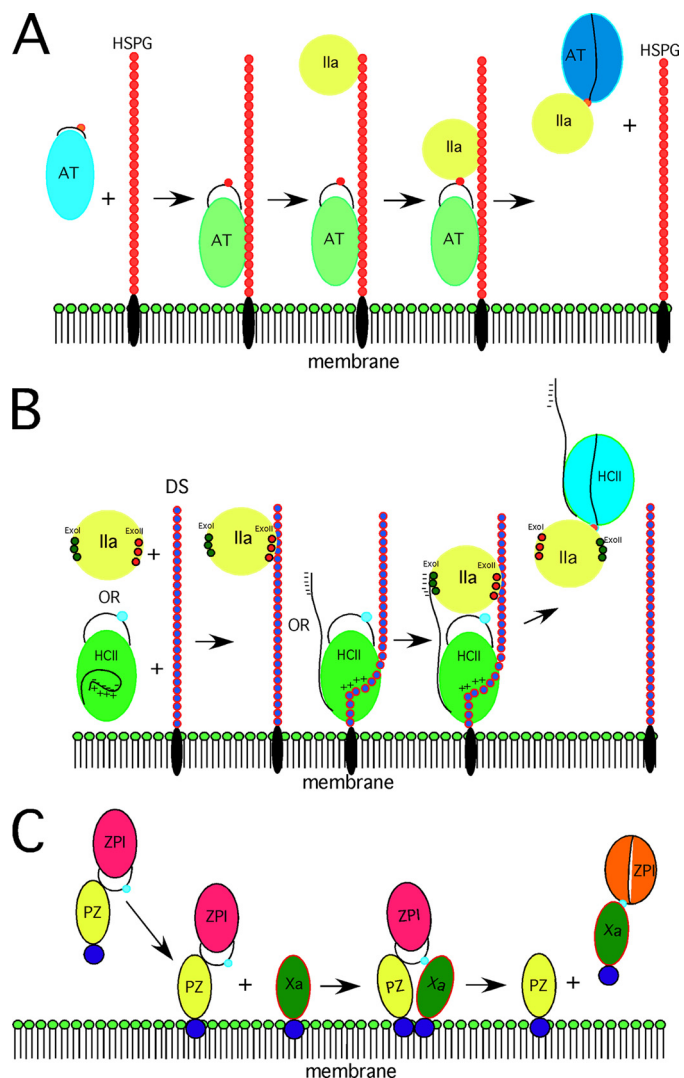 A
HSPG
IIa
AT
IIa
HSPG
AT
+
AT
AT
AT
IIa
+
membrane
B
DS
HCII
ExoI
IIa
ExoII
+
ExoI
IIa
ExoII
ExoI
IIa
ExoII
ExoI
IIa
ExoII
OR
OR
HCII
+
HCII
HCII
membrane
C
ZPI
ZPI
PZ
ZPI
ZPI
Xa
PZ
+
Xa
PZ
Xa
PZ
+
membrane